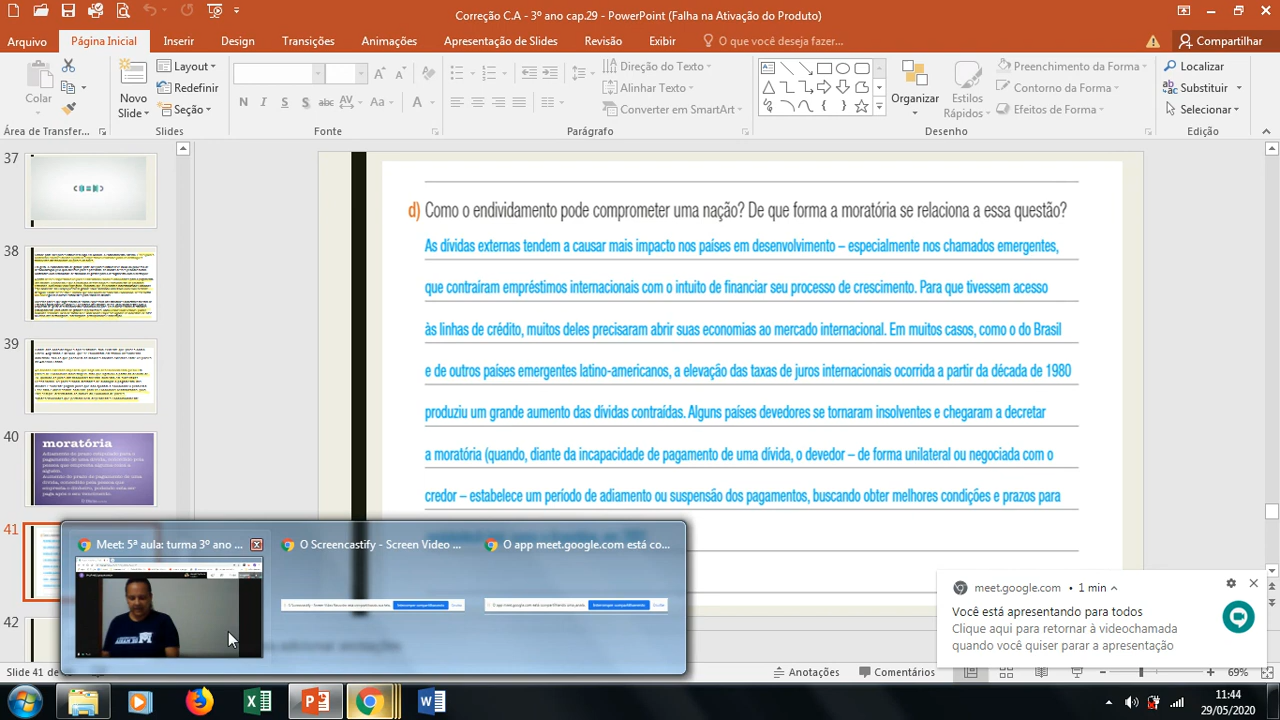 Correção C.A - 3º ano cap.29 - PowerPoint (Falha na Ativação do Produto)
Arquivo Página Inicial Inserir Design Transições Animações Apresentação de Slides Revisão Exibir O que você deseja fazer... Compartilhar
Colar
Novo Slide
Layout
Redefinir
Seção
N I S S abc AV Aa A
Direção do Texto
Alinhar Texto
Converter em SmartArt
Organizar
Estilos Rápidos
Preenchimento da Forma
Contorno da Forma
Efeitos de Forma
Localizar
Substituir
Selecionar
Área de Transfer... Slides Fonte Parágrafo Desenho Edição
37
38
39
40
moratória
41
42
d) Como o endividamento pode comprometer uma nação? De que forma a moratória se relaciona a essa questão?
As dívidas externas tendem a causar mais impacto nos países em desenvolvimento – especialmente nos chamados emergentes,
que contraíram empréstimos internacionais com o intuito de financiar seu processo de crescimento. Para que tivessem acesso
às linhas de crédito, muitos deles precisaram abrir suas economias ao mercado internacional. Em muitos casos, como o do Brasil
e de outros países emergentes latino-americanos, a elevação das taxas de juros internacionais ocorrida a partir da década de 1980
produziu um grande aumento das dívidas contraídas. Alguns países devedores se tornaram insolventes e chegaram a decretar
a moratória (quando, diante da incapacidade de pagamento de uma dívida, o devedor – de forma unilateral ou negociada com o
credor – estabelece um período de adiamento ou suspensão dos pagamentos, buscando obter melhores condições e prazos para
Meet: 5ª aula: turma 3º ano ...
O Screencastify - Screen Video ...
O app meet.google.com está co...
meet.google.com • 1 min
Você está apresentando para todos
Clique aqui para retornar à videochamada
quando você quiser parar a apresentação
Slide 41 de
Anotações
Comentários
69%
11:44
29/05/2020